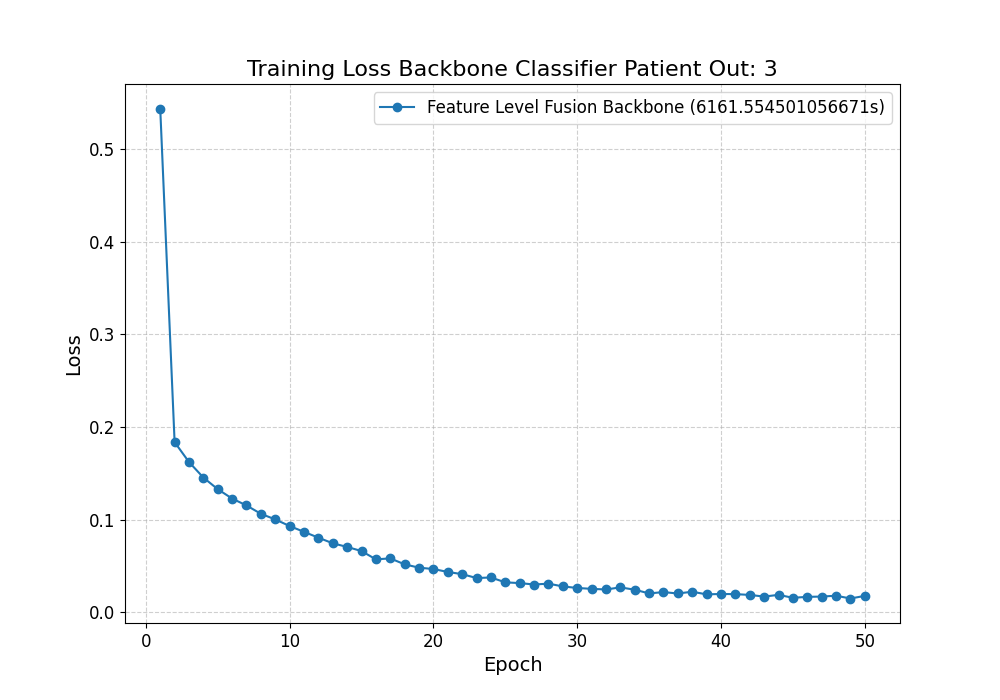 Training Loss Backbone Classifier Patient Out: 3
Feature Level Fusion Backbone (6161.554501056671s)
Loss
0.5
0.4
0.3
0.2
0.1
0.0
0 10 20 30 40 50
Epoch